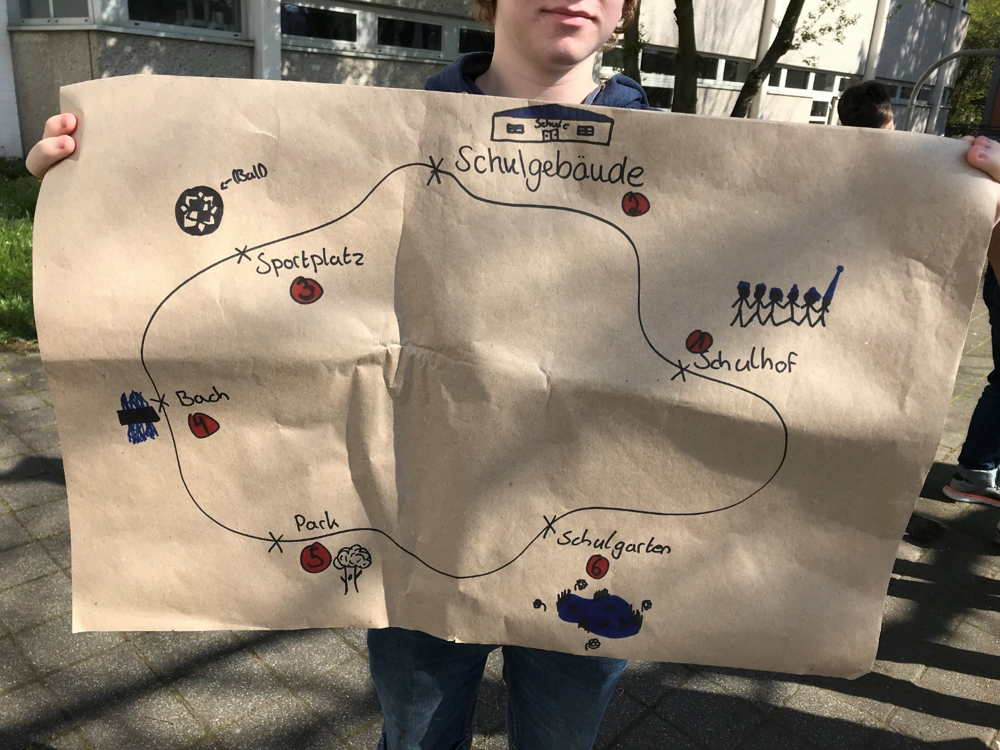 Schule
Schulgebäude
2
Ball
Sportplatz
3
1
Schulhof
Bach
4
Park
5
Schulgarten
6